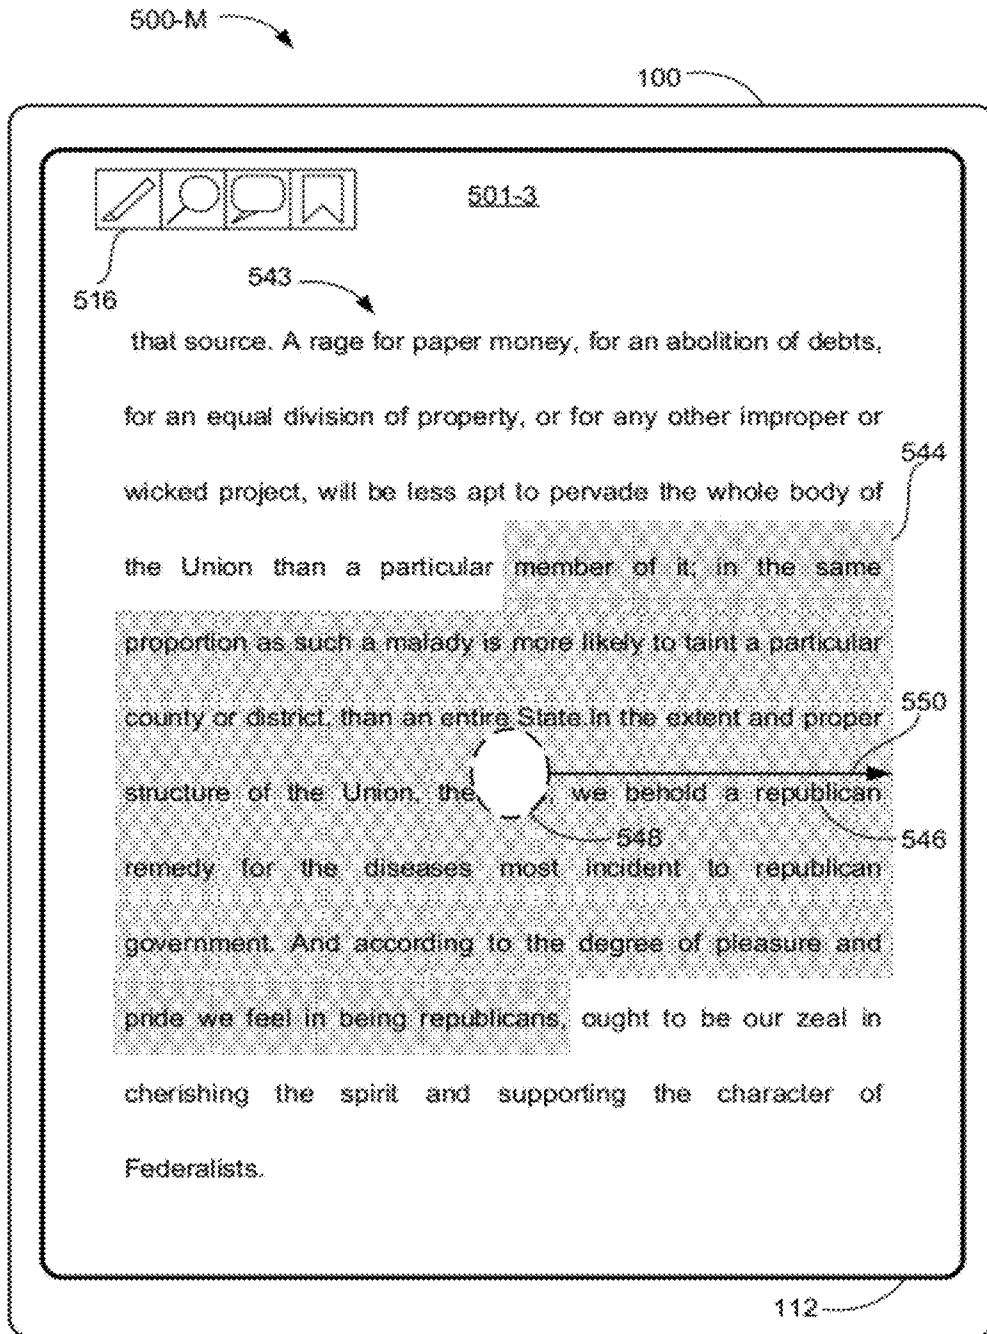 500-M
100
501-3
516
543
that source. A rage for paper money, for an abolition of debts,
for an equal division of property, or for any other improper or
544
wicked project, will be less apt to pervade the whole body of
the Union than a particular member of it; in the same
proportion as such a malady is more likely to taint a particular
550
county or district, than an entire State.In the extent and proper
structure of the Union, the , we behold a republican
548
546
remedy for the diseases most incident to republican
government. And according to the degree of pleasure and
pride we feel in being republicans, ought to be our zeal in
cherishing the spirit and supporting the character of
Federalists.
112